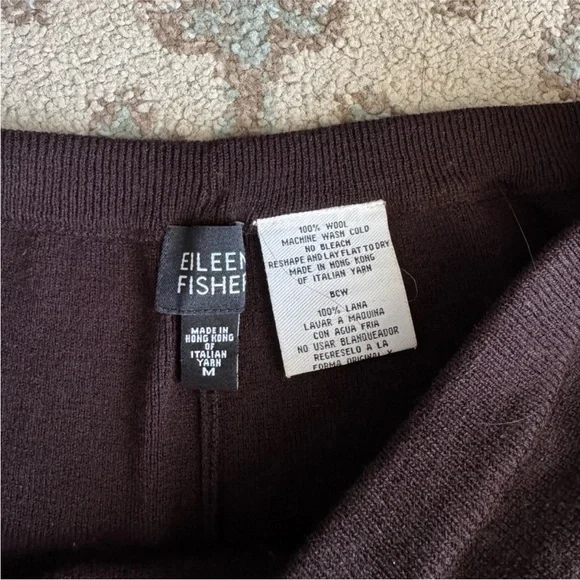 EILEEN
FISHER
MADE IN
HONG KONG
OF
ITALIAN
YARN
M
100% WOOL
MACHINE WASH COLD
NO BLEACH
RESHAPE AND LAY FLAT TO DRY
MADE IN HONG KONG
OF ITALIAN YARN
BCW
100% LANA
LAVAR A MAQUINA
CON AGUA FRIA
NO USAR BLANQUEADOR
REGRESELO A LA
FORMA ORIGINAL Y